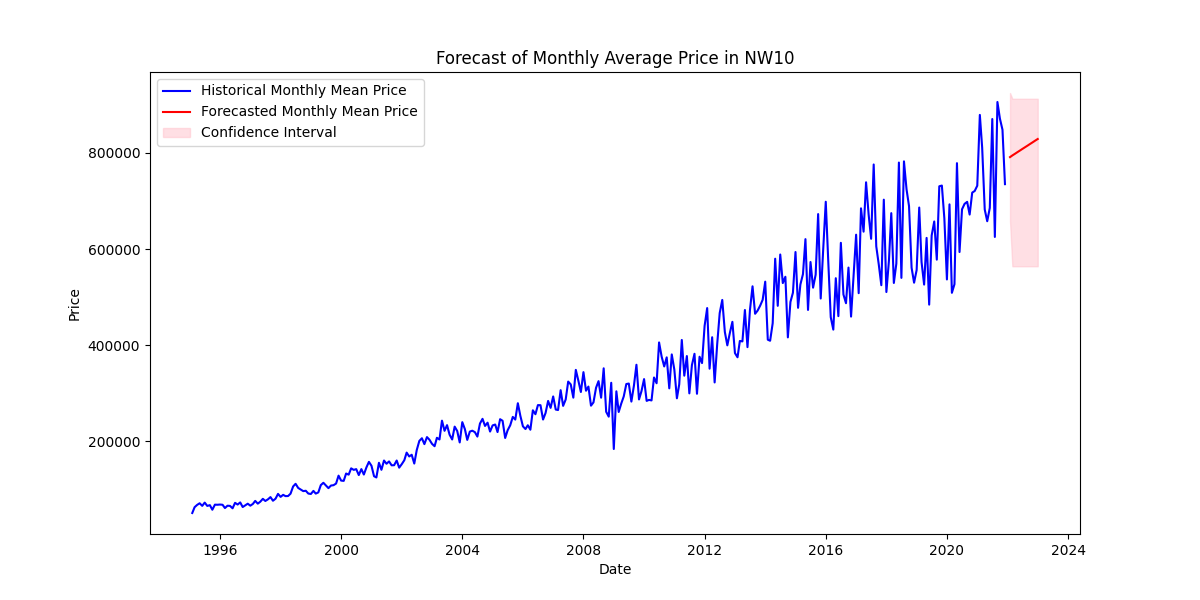 Forecast of Monthly Average Price in NW10
Historical Monthly Mean Price
Forecasted Monthly Mean Price
Confidence Interval
800000
600000
400000
200000
Price
1996 2000 2004 2008 2012 2016 2020 2024
Date